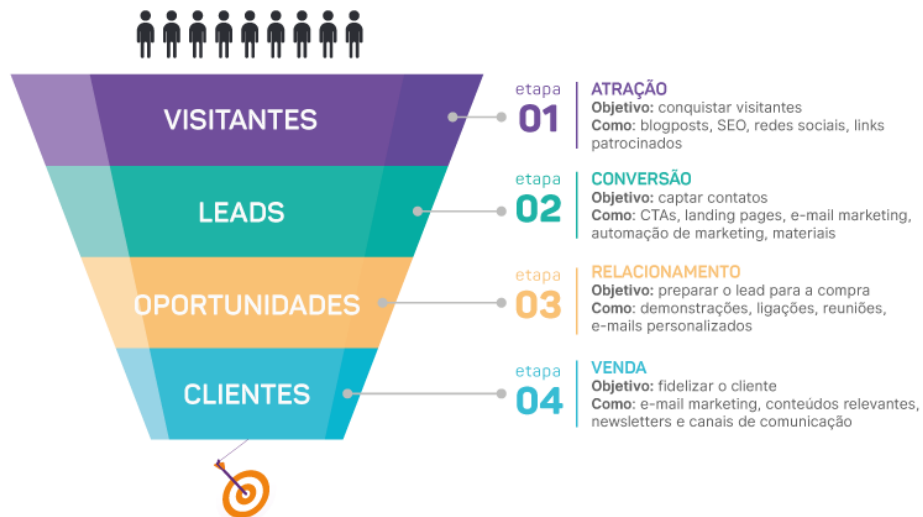 VISITANTES
etapa
01
ATRAÇÃO
Objetivo: conquistar visitantes
Como: blogposts, SEO, redes sociais, links
patrocinados
LEADS
etapa
02
CONVERSÃO
Objetivo: captar contatos
Como: CTAs, landing pages, e-mail marketing,
automação de marketing, materiais
OPORTUNIDADES
etapa
03
RELACIONAMENTO
Objetivo: preparar o lead para a compra
Como: demonstrações, ligações, reuniões,
e-mails personalizados
CLIENTES
etapa
04
VENDA
Objetivo: fidelizar o cliente
Como: e-mail marketing, conteúdos relevantes,
newsletters e canais de comunicação